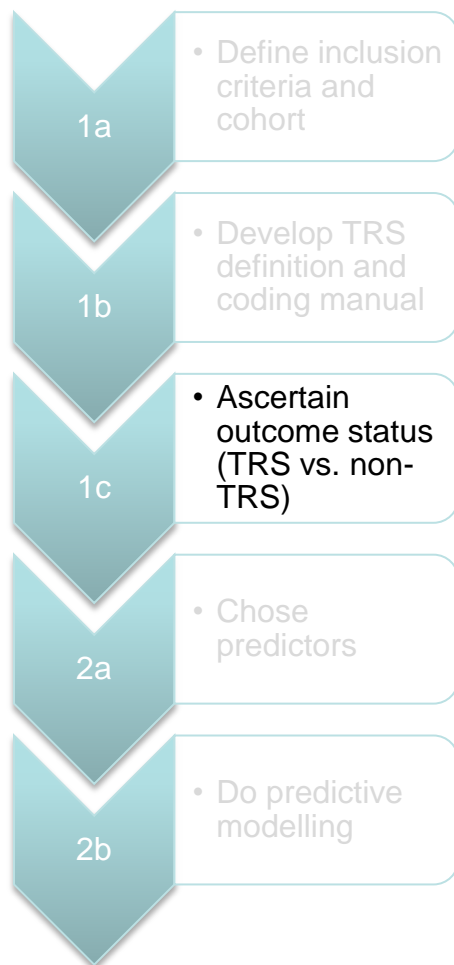 1a
• Define inclusion
criteria and
cohort
1b
• Develop TRS
definition and
coding manual
1c
• Ascertain
outcome status
(TRS vs. non-
TRS)
2a
• Chose
predictors
2b
• Do predictive
modelling